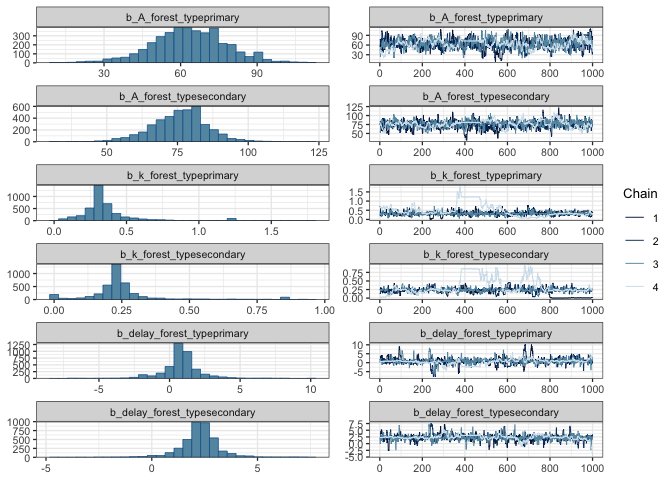 b_A_forest_typeprimary
300
200
100
0
30 60 90
b_A_forest_typeprimary
90
60
30
0 200 400 600 800 1000
b_A_forest_typesecondary
600
400
200
0
50 75 100 125
b_A_forest_typesecondary
125
100
75
50
0 200 400 600 800 1000
b_k_forest_typeprimary
1000
500
0
0.0 0.5 1.0 1.5
b_k_forest_typeprimary
1.5
1.0
0.5
0.0
0 200 400 600 800 1000
b_k_forest_typesecondary
1000
500
0
0.00 0.25 0.50 0.75 1.00
b_k_forest_typesecondary
0.75
0.50
0.25
0.00
0 200 400 600 800 1000
b_delay_forest_typeprimary
1250
1000
750
500
250
0
-5 0 5 10
b_delay_forest_typeprimary
10
5
0
-5
0 200 400 600 800 1000
b_delay_forest_typesecondary
1000
750
500
250
0
-5 0 5
b_delay_forest_typesecondary
7.5
5.0
2.5
0.0
-2.5
-5.0
0 200 400 600 800 1000
Chain
1
2
3
4